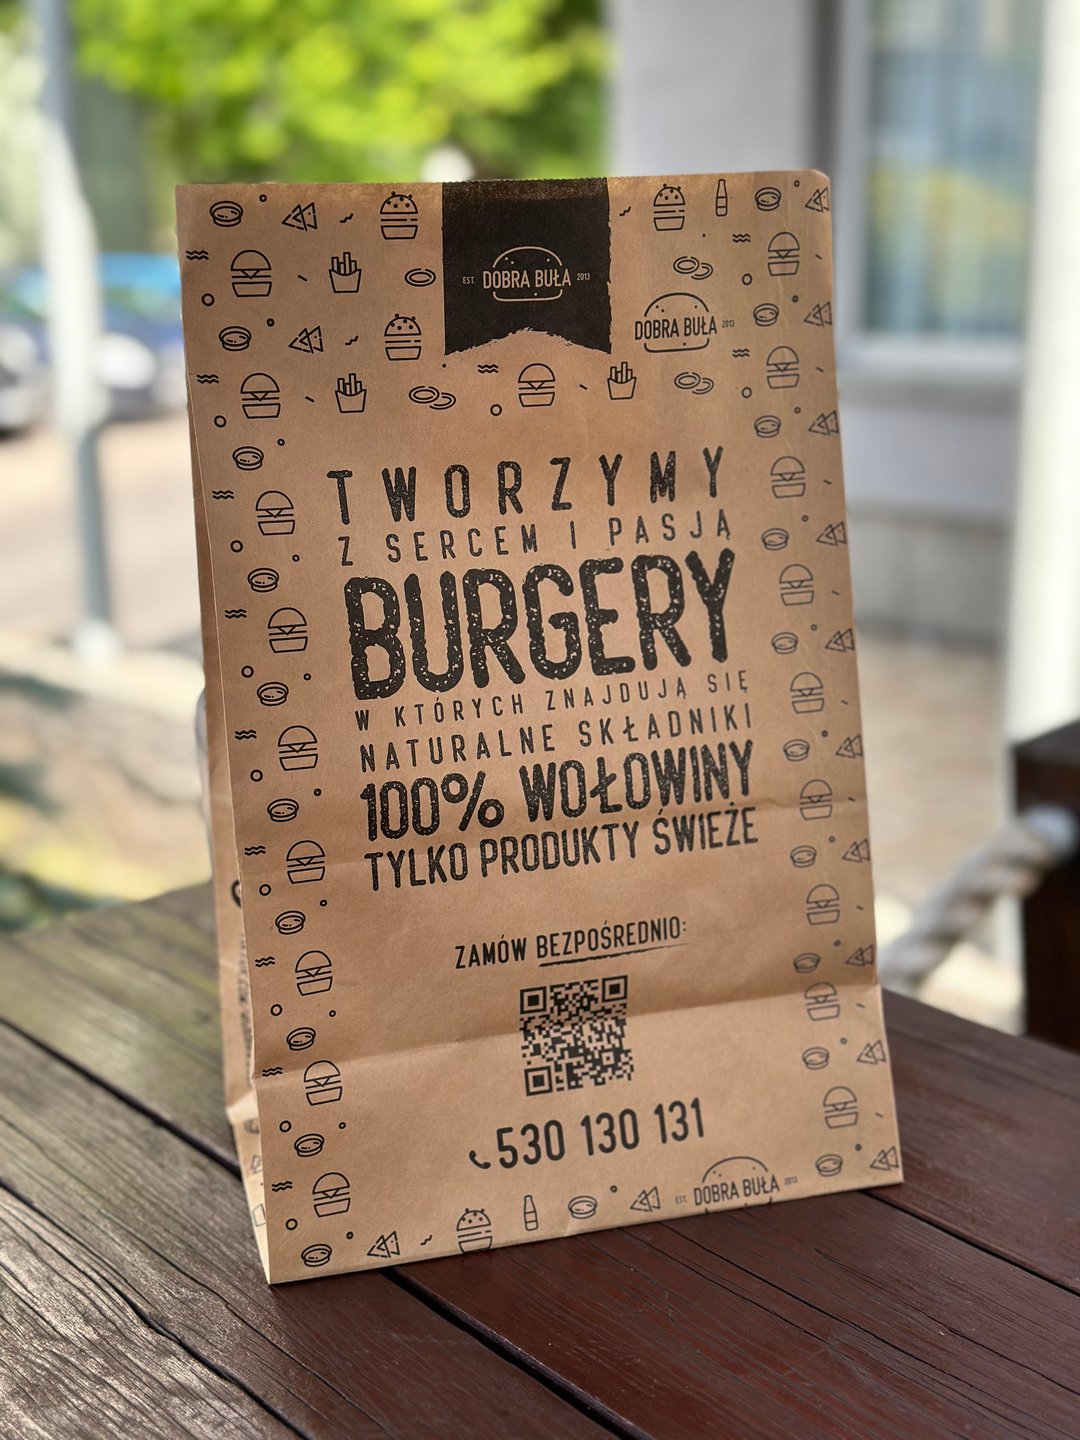 EST. DOBRA BUŁA 2013
DOBRA BUŁA 2013
TWORZYMY
Z SERCEM I PASJĄ
BURGERY
W KTÓRYCH ZNAJDUJĄ SIĘ
NATURALNE SKŁADNIKI
100% WOŁOWINY
TYLKO PRODUKTY ŚWIEŻE
ZAMÓW BEZPOŚREDNIO:
530 130 131
EST. DOBRA BUŁA 2013